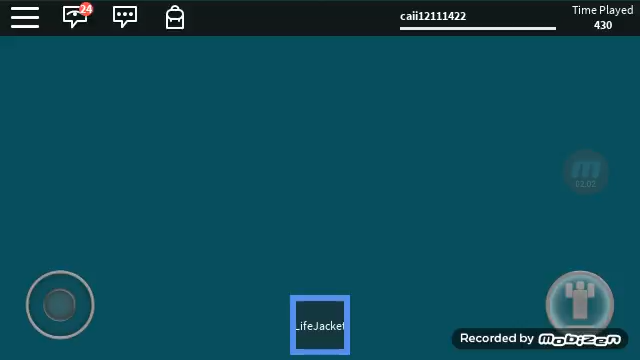 24
caii12111422
Time Played
430
LifeJacket
Recorded by MOBIZEN